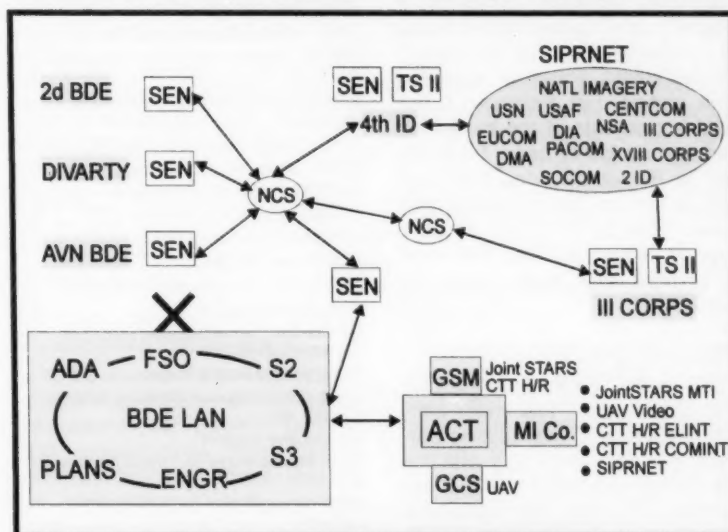 SIPRNET
NATL IMAGERY
USN USAF CENTCOM
EUCOM DIA NSA III CORPS
DMA PACOM XVIII CORPS
SOCOM 2 ID
2d BDE
SEN
SEN TS II
4th ID
DIVARTY
SEN
NCS
NCS
AVN BDE
SEN
SEN
SEN TS II
III CORPS
ADA FSO S2
BDE LAN
PLANS ENGR S3
GSM Joint STARS
CTT H/R
ACT MI Co.
GCS UAV
• JointSTARS MTI
• UAV Video
• CTT H/R ELINT
• CTT H/R COMINT
• SIPRNET